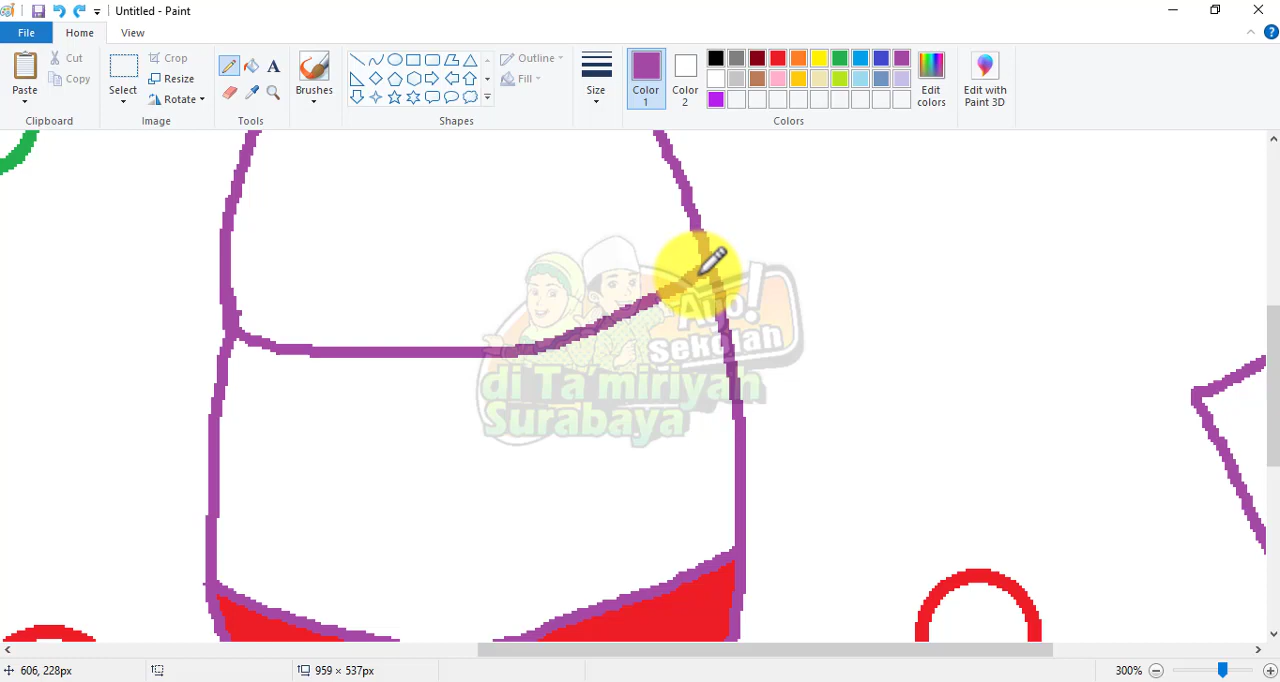 Untitled - Paint
File
Home
View
Paste
Cut
Copy
Clipboard
Select
Crop
Resize
Rotate
Image
Tools
Brushes
Shapes
Outline
Fill
Size
Color
1
Color
2
Edit
colors
Colors
Edit with
Paint 3D
Ayo!
Sekolah
di Ta'miriyah
Surabaya
606, 228px
959 × 537px
300%